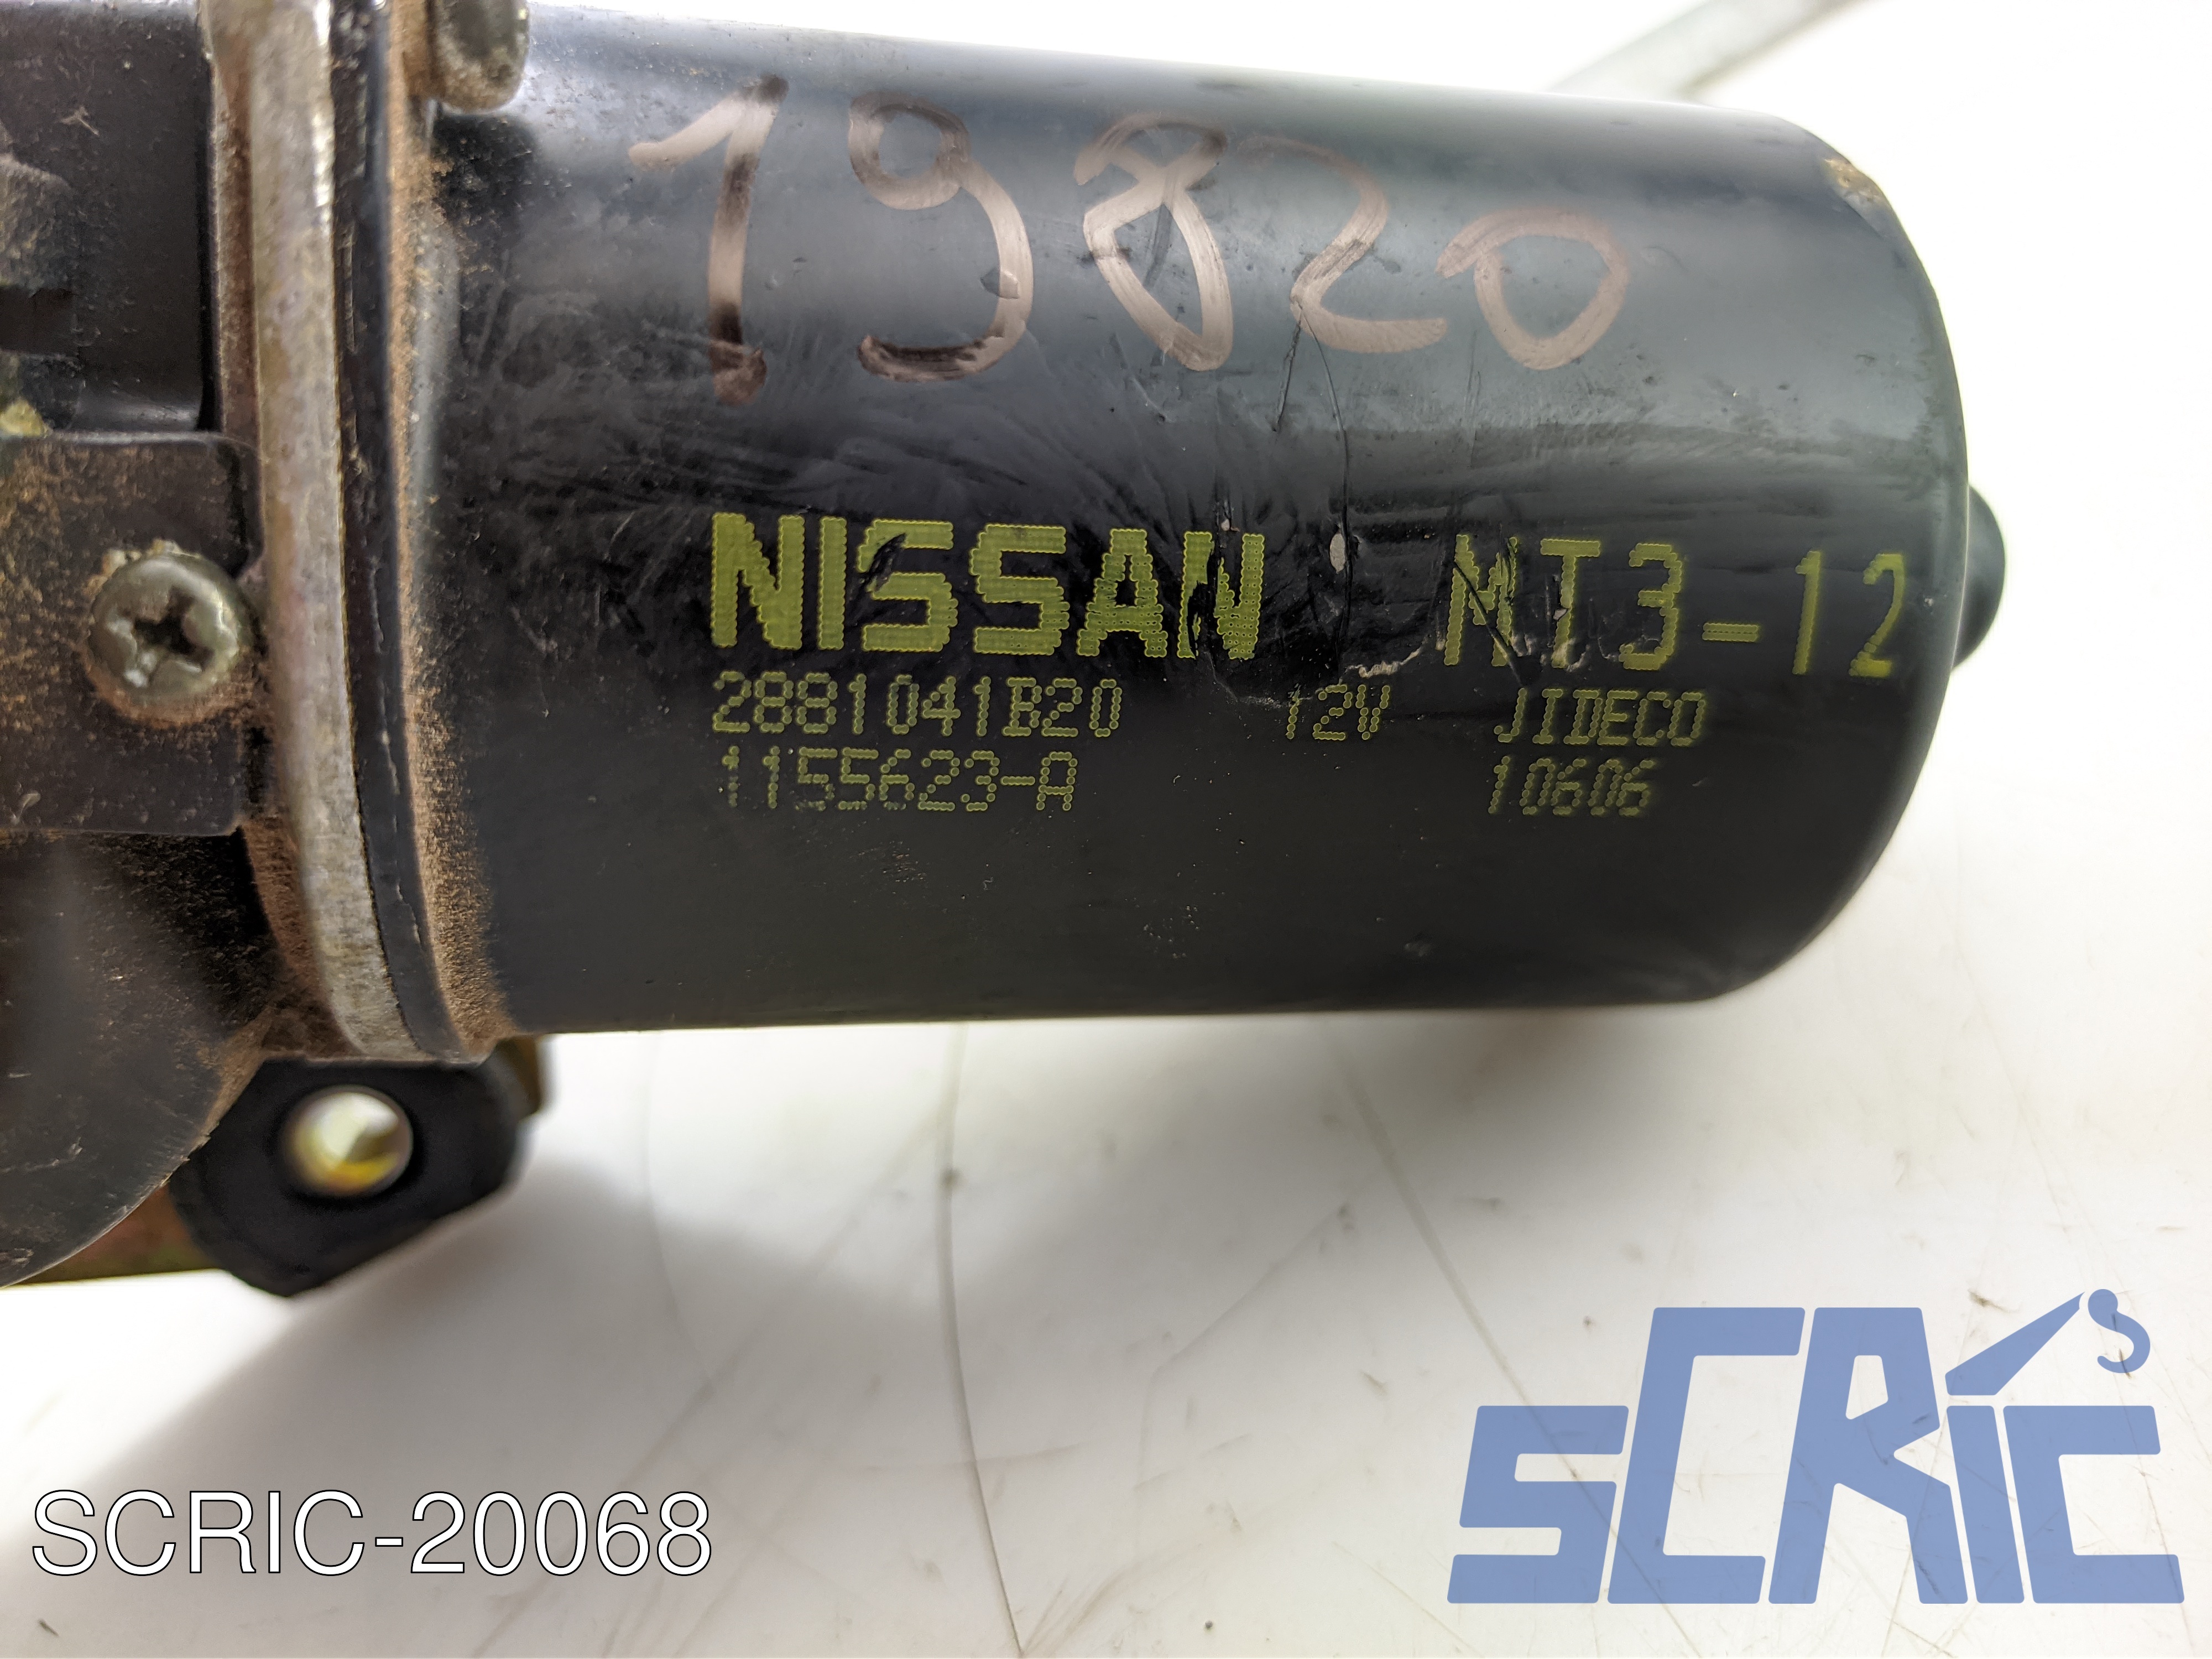 19820
NISSAN MT3-12
2881041B20 12V JIDECO
1155623-A 10606
SCRIC
SCRIC-20068